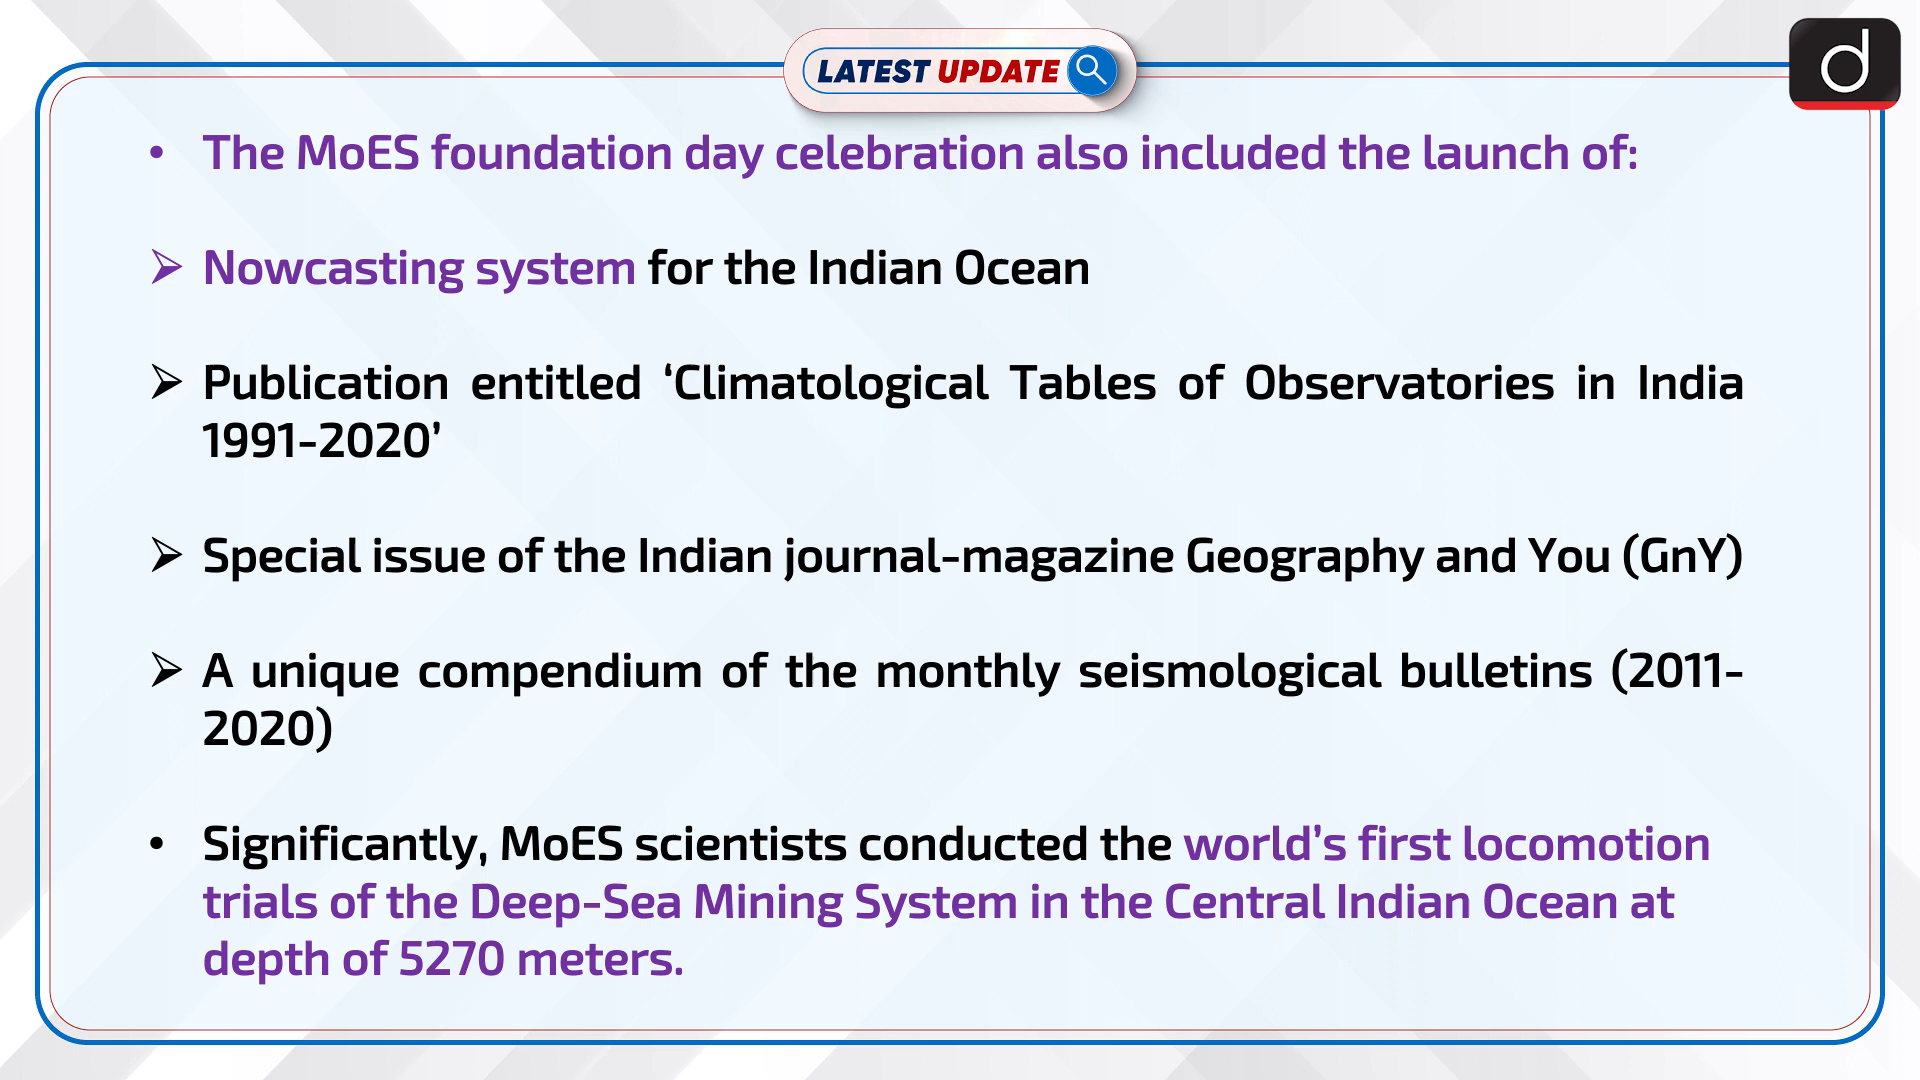 LATEST UPDATE
d
• The MoES foundation day celebration also included the launch of:
➢ Nowcasting system for the Indian Ocean
➢ Publication entitled ‘Climatological Tables of Observatories in India
1991-2020’
➢ Special issue of the Indian journal-magazine Geography and You (GnY)
➢ A unique compendium of the monthly seismological bulletins (2011-
2020)
• Significantly, MoES scientists conducted the world’s first locomotion
trials of the Deep-Sea Mining System in the Central Indian Ocean at
depth of 5270 meters.